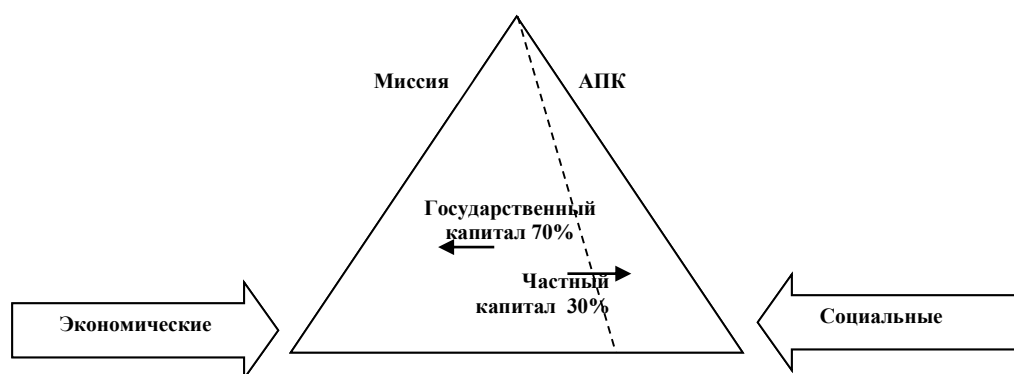 Миссия
АПК
Государственный
капитал 70%
Частный
капитал 30%
Экономические
Социальные